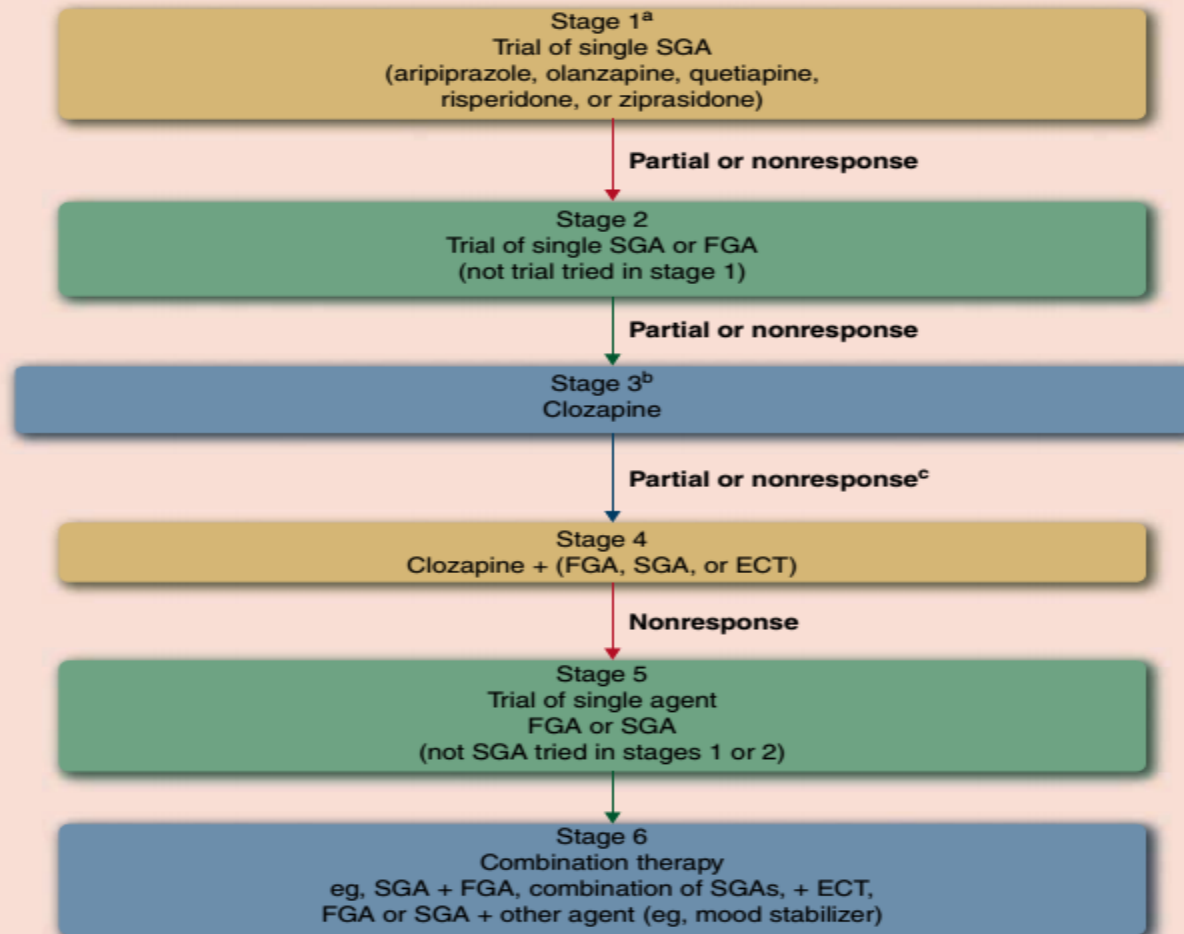 Stage 1ᵃ
Trial of single SGA
(aripiprazole, olanzapine, quetiapine,
risperidone, or ziprasidone)
Partial or nonresponse
Stage 2
Trial of single SGA or FGA
(not trial tried in stage 1)
Partial or nonresponse
Stage 3ᵇ
Clozapine
Partial or nonresponseᶜ
Stage 4
Clozapine + (FGA, SGA, or ECT)
Nonresponse
Stage 5
Trial of single agent
FGA or SGA
(not SGA tried in stages 1 or 2)
Stage 6
Combination therapy
eg, SGA + FGA, combination of SGAs, + ECT,
FGA or SGA + other agent (eg, mood stabilizer)